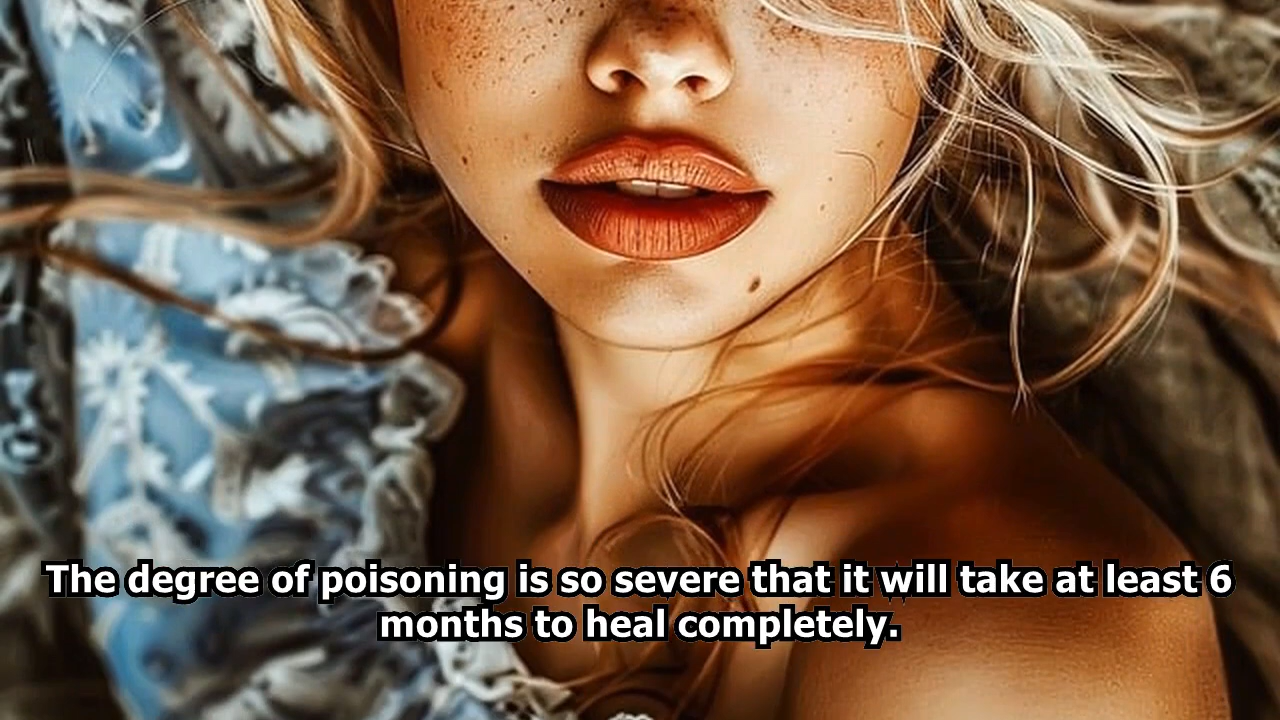 The degree of poisoning is so severe that it will take at least 6
months to heal completely.